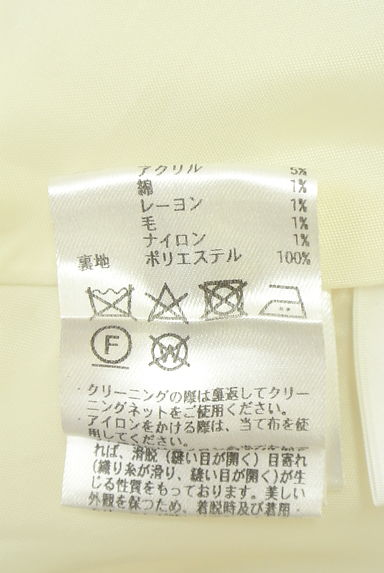 アクリル 5%
綿 1%
レーヨン 1%
毛 1%
ナイロン 1%
裏地 ポリエステル 100%
F W
・クリーニングの際は裏返してクリー
ニングネットをご使用ください。
・アイロンをかける際は、当て布を使
用してください。
れば、滑脱(縫い目が開く)目寄れ
(織り糸が滑り、縫い目が開く)が生
じる性質をもっております。美しい
外観を保つため、着脱時及び着用・